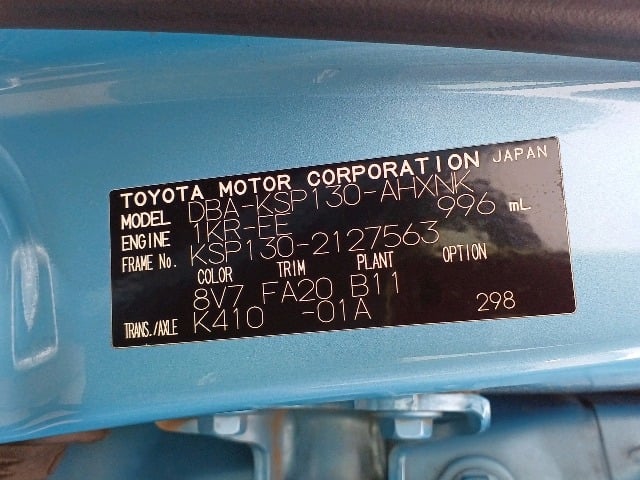 TOYOTA MOTOR CORPORATION JAPAN
MODEL DBA-KSP130-AHXNK
ENGINE 1KR-FE 996 mL
FRAME No. KSP130-2127563
COLOR TRIM PLANT OPTION
8V7 FA20 B11
TRANS./AXLE K410 -01A 298